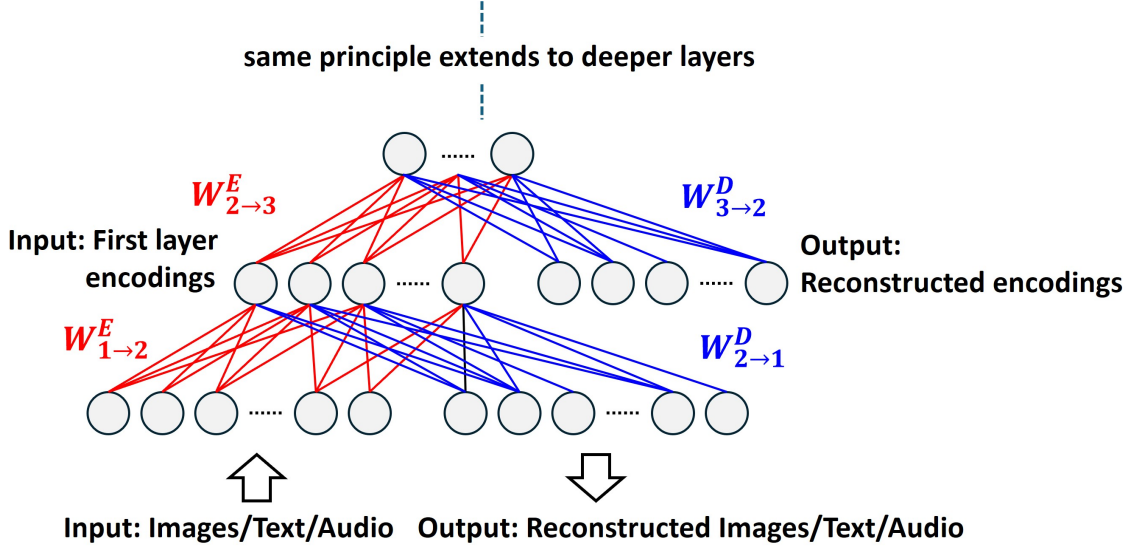 same principle extends to deeper layers
......
W^E_{2→3}
W^D_{3→2}
Input: First layer
encodings
Output:
Reconstructed encodings
......
......
W^E_{1→2}
W^D_{2→1}
......
......
Input: Images/Text/Audio
Output: Reconstructed Images/Text/Audio